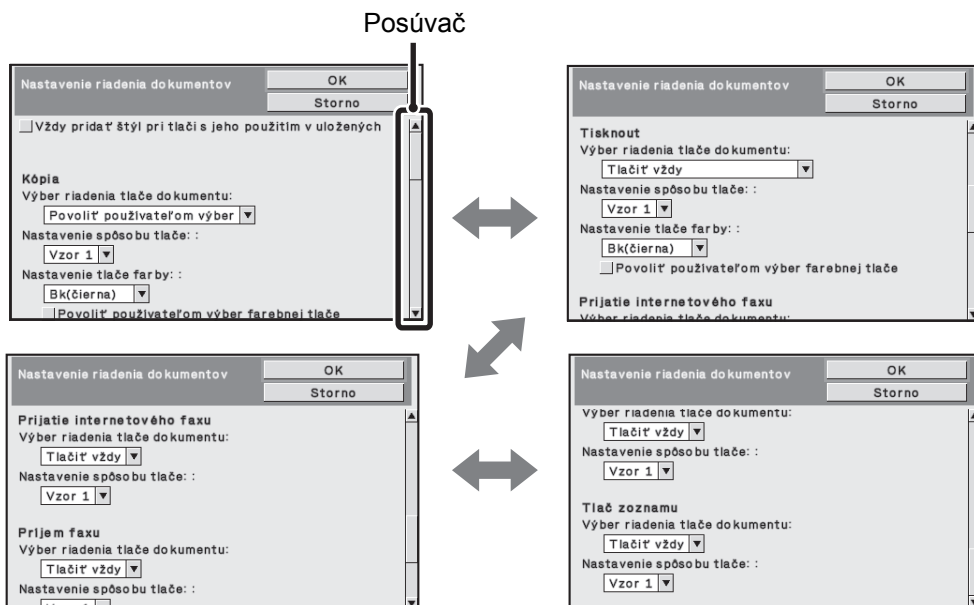 Posúvač
Nastavenie riadenia dokumentov
OK
Storno
Vždy pridať štýl pri tlači s jeho použitím v uložených
Kópia
Výber riadenia tlače dokumentu:
Povoliť používateľom výber
Nastavenie spôsobu tlače: :
Vzor 1
Nastavenie tlače farby: :
Bk(čierna)
Povoliť používateľom výber farebnej tlače
Nastavenie riadenia dokumentov
OK
Storno
Tisknout
Výber riadenia tlače dokumentu:
Tlačiť vždy
Nastavenie spôsobu tlače: :
Vzor 1
Nastavenie tlače farby: :
Bk(čierna)
Povoliť používateľom výber farebnej tlače
Prijatie internetového faxu
Výber riadenia tlače dokumentu:
Nastavenie riadenia dokumentov
OK
Storno
Prijatie internetového faxu
Výber riadenia tlače dokumentu:
Tlačiť vždy
Nastavenie spôsobu tlače: :
Vzor 1
Príjem faxu
Výber riadenia tlače dokumentu:
Tlačiť vždy
Nastavenie spôsobu tlače: :
Nastavenie riadenia dokumentov
OK
Storno
Výber riadenia tlače dokumentu:
Tlačiť vždy
Nastavenie spôsobu tlače: :
Vzor 1
Tlač zoznamu
Výber riadenia tlače dokumentu:
Tlačiť vždy
Nastavenie spôsobu tlače: :
Vzor 1